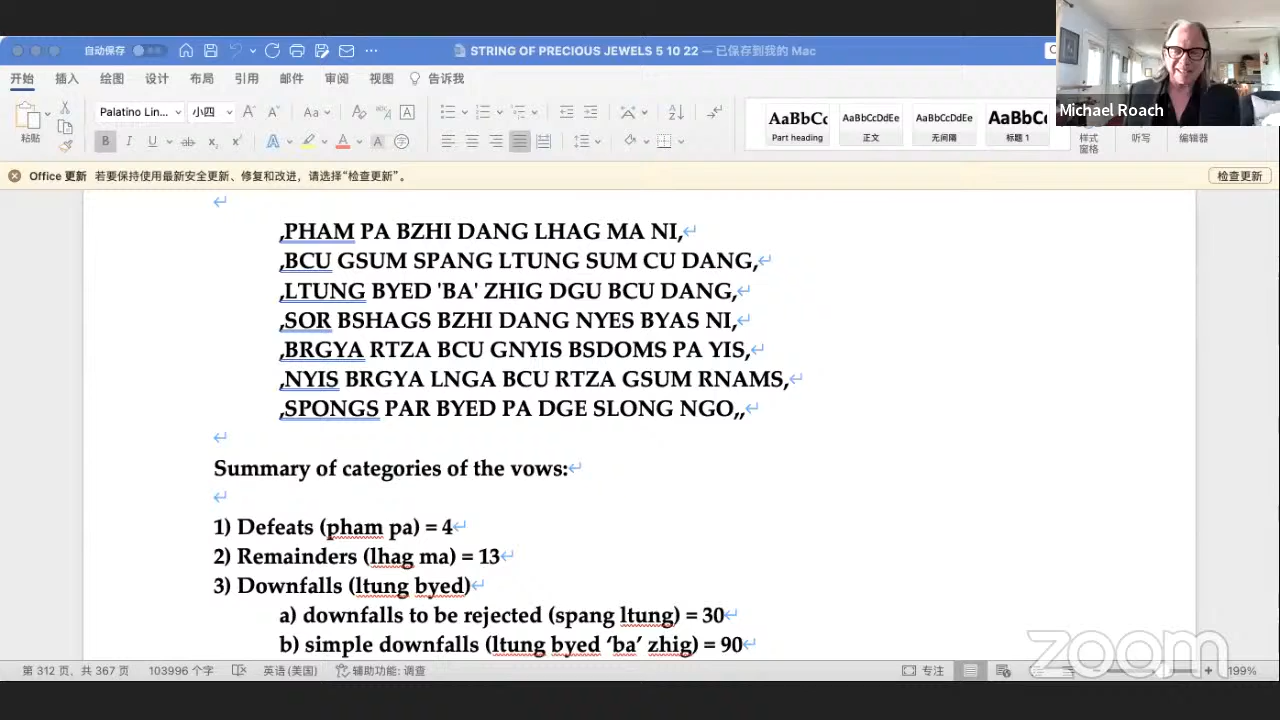 自动保存
STRING OF PRECIOUS JEWELS 5 10 22 — 已保存到我的 Mac
Michael Roach
开始 插入 绘图 设计 布局 引用 邮件 审阅 视图 告诉我
粘贴
Palatino Lin... 小四
AaBbCc AaBbCcDdEe AaBbCcDdEe AaBbC
Part heading 正文 无间隔 标题 1
样式窗格 听写 编辑器
Office 更新 若要保持使用最新安全更新、修复和改进，请选择“检查更新”。 检查更新
,PHAM PA BZHI DANG LHAG MA NI,
,BCU GSUM SPANG LTUNG SUM CU DANG,
,LTUNG BYED 'BA' ZHIG DGU BCU DANG,
,SOR BSHAGS BZHI DANG NYES BYAS NI,
,BRGYA RTZA BCU GNYIS BSDOMS PA YIS,
,NYIS BRGYA LNGA BCU RTZA GSUM RNAMS,
,SPONGS PAR BYED PA DGE SLONG NGO,,
Summary of categories of the vows:
1) Defeats (pham pa) = 4
2) Remainders (lhag ma) = 13
3) Downfalls (ltung byed)
a) downfalls to be rejected (spang ltung) = 30
b) simple downfalls (ltung byed ‘ba’ zhig) = 90
zoom
第 312 页，共 367 页 103996 个字 英语(美国) 辅助功能: 调查 专注 199%